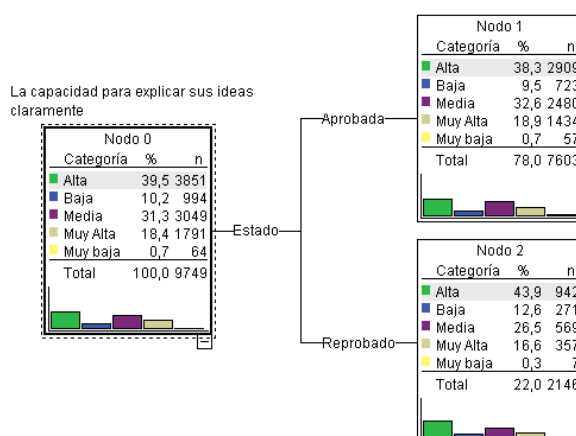 La capacidad para explicar sus ideas
claramente
Nodo 0
Categoría % n
Alta 39,5 3851
Baja 10,2 994
Media 31,3 3049
Muy Alta 18,4 1791
Muy baja 0,7 64
Total 100,0 9749
Estado
Aprobada
Nodo 1
Categoría % n
Alta 38,3 2909
Baja 9,5 723
Media 32,6 2480
Muy Alta 18,9 1434
Muy baja 0,7 57
Total 78,0 7603
Reprobado
Nodo 2
Categoría % n
Alta 43,9 942
Baja 12,6 271
Media 26,5 569
Muy Alta 16,6 357
Muy baja 0,3 7
Total 22,0 2146